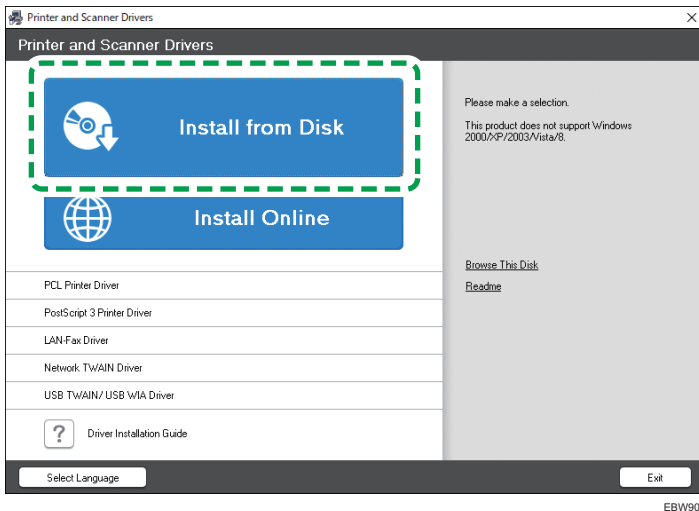 Printer and Scanner Drivers
Printer and Scanner Drivers
Install from Disk
Install Online
PCL Printer Driver
PostScript 3 Printer Driver
LAN-Fax Driver
Network TWAIN Driver
USB TWAIN/ USB WIA Driver
? Driver Installation Guide
Please make a selection.
This product does not support Windows
2000/XP/2003/Vista/8.
Browse This Disk
Readme
Select Language
Exit
EBW90